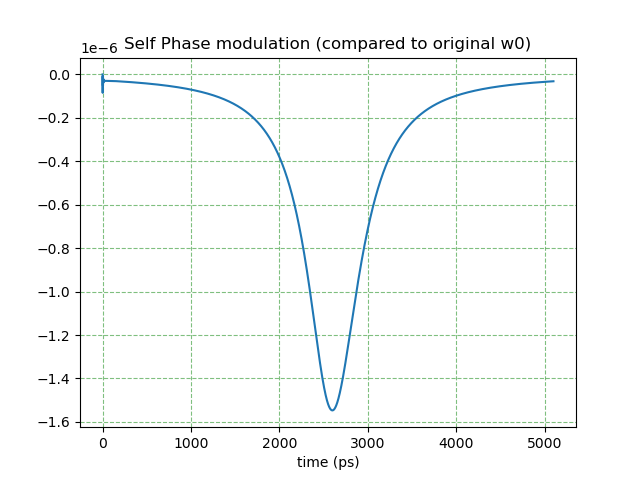 Self Phase modulation (compared to original w0)
1e−6
0.0
−0.2
−0.4
−0.6
−0.8
−1.0
−1.2
−1.4
−1.6
0 1000 2000 3000 4000 5000
time (ps)